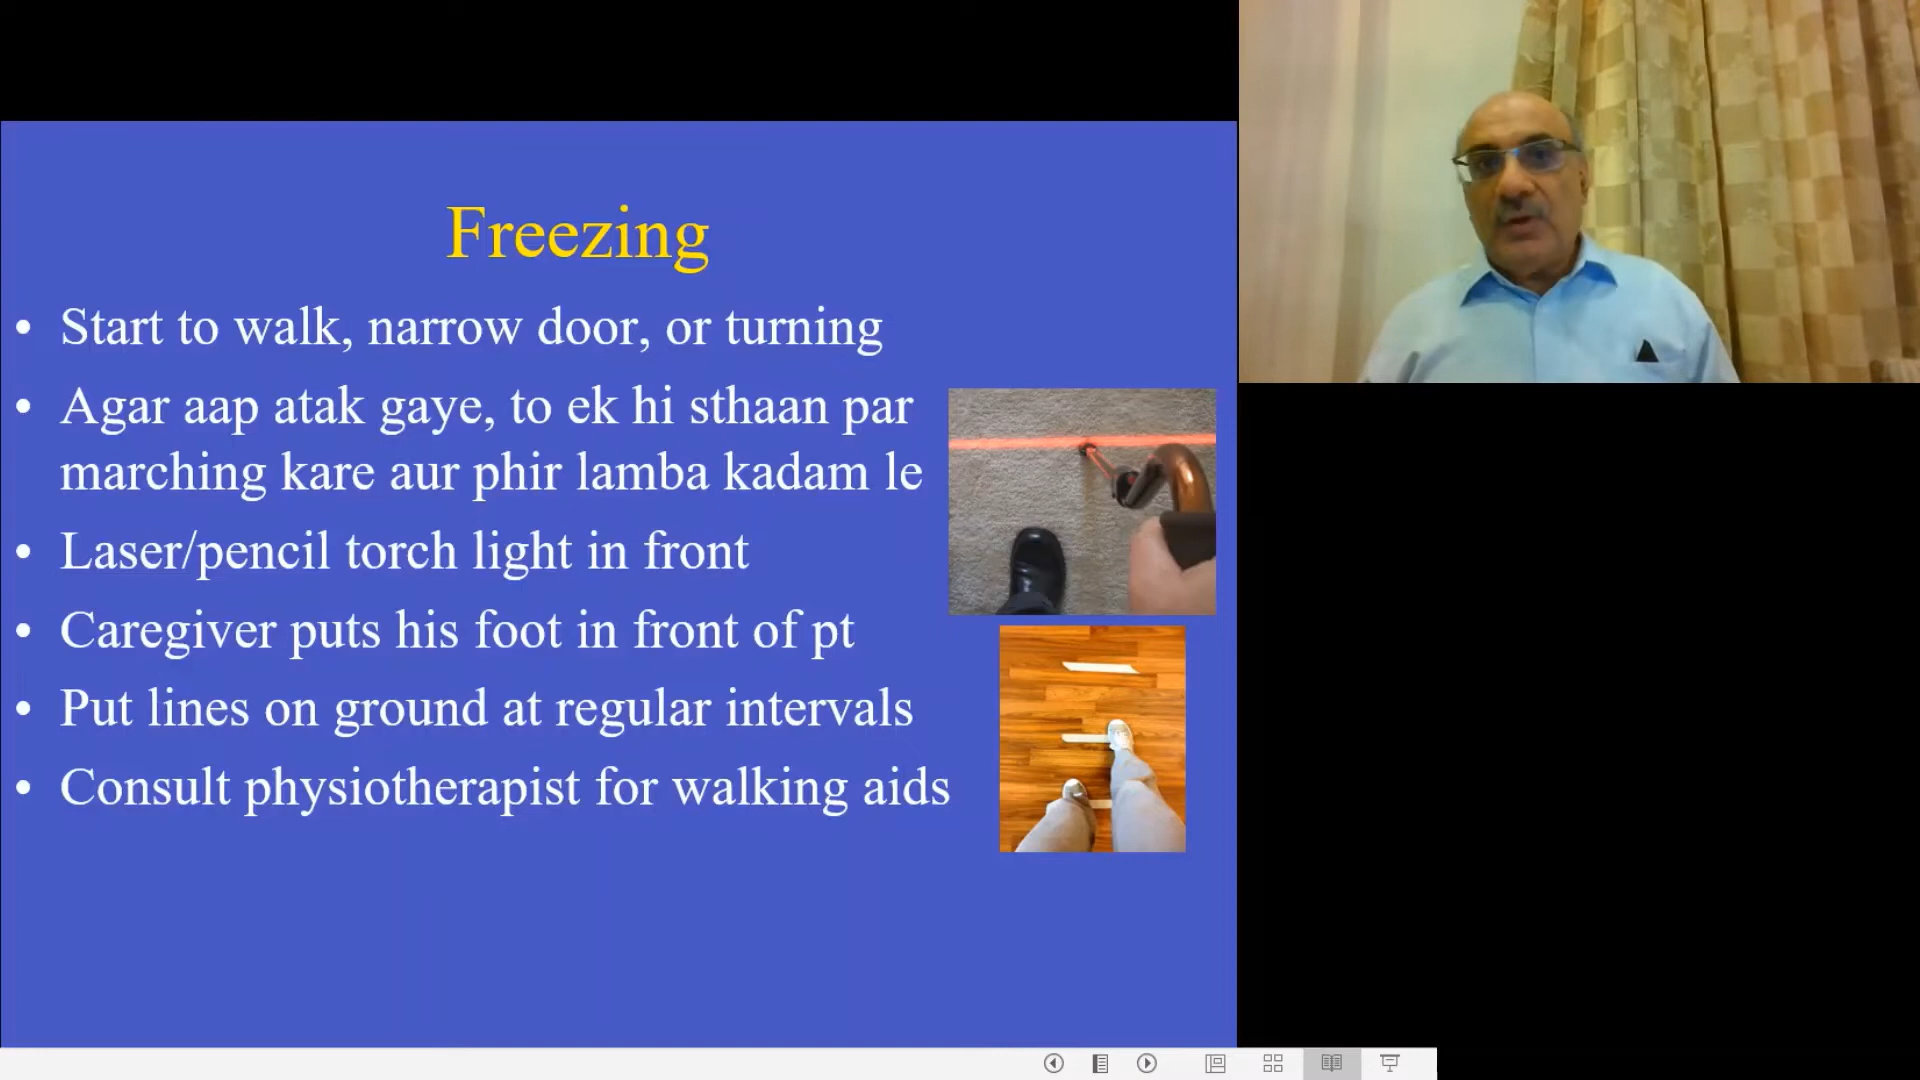 Freezing
• Start to walk, narrow door, or turning
• Agar aap atak gaye, to ek hi sthaan par
marching kare aur phir lamba kadam le
• Laser/pencil torch light in front
• Caregiver puts his foot in front of pt
• Put lines on ground at regular intervals
• Consult physiotherapist for walking aids